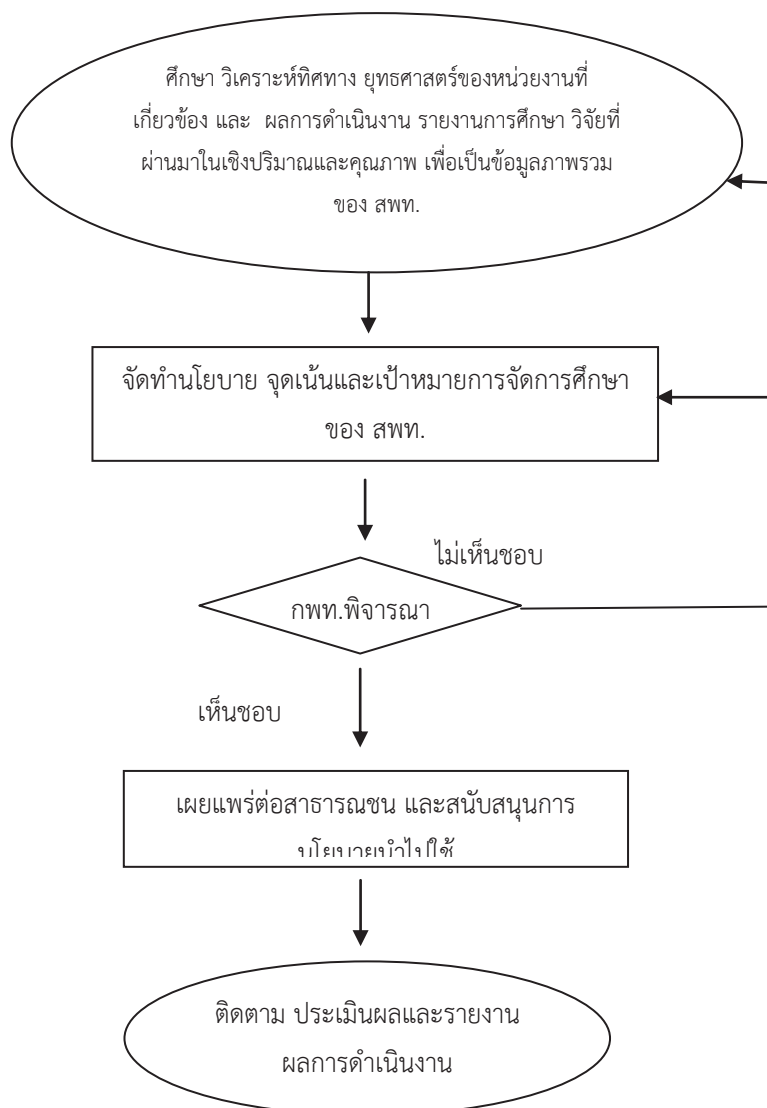 ศึกษา วิเคราะห์ทิศทาง ยุทธศาสตร์ของหน่วยงานที่
เกี่ยวข้อง และ ผลการดำเนินงาน รายงานการศึกษา วิจัยที่
ผ่านมาในเชิงปริมาณและคุณภาพ เพื่อเป็นข้อมูลภาพรวม
ของ สพท.
จัดทำนโยบาย จุดเน้นและเป้าหมายการจัดการศึกษา
ของ สพท.
ไม่เห็นชอบ
กพท.พิจารณา
เห็นชอบ
เผยแพร่ต่อสาธารณชน และสนับสนุนการ
นโยบายนำไปใช้
ติดตาม ประเมินผลและรายงาน
ผลการดำเนินงาน